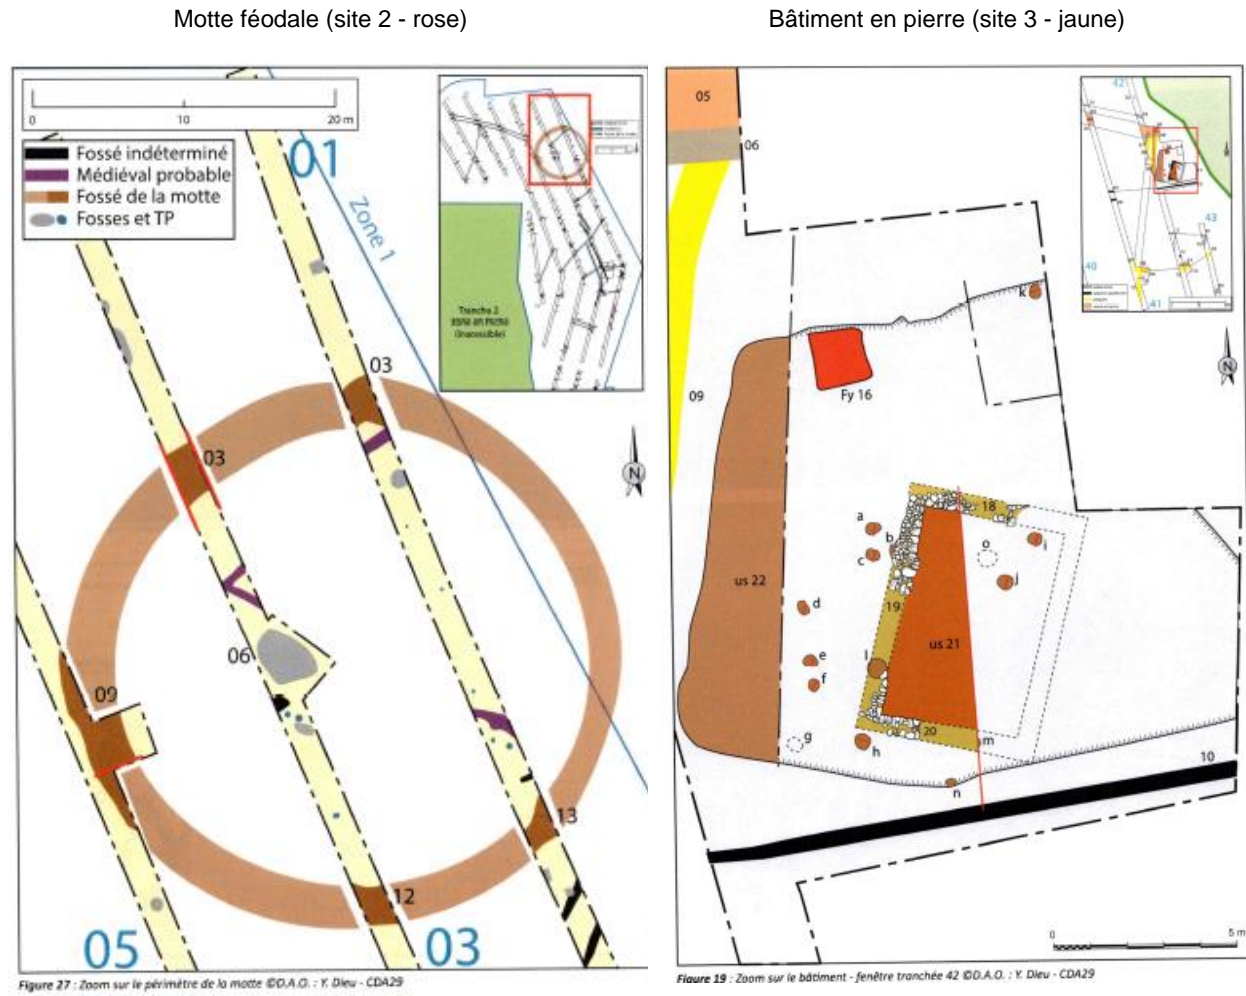 Motte féodale (site 2 - rose)
Bâtiment en pierre (site 3 - jaune)
0 10 20 m
Fossé indéterminé
Médiéval probable
Fossé de la motte
Fosses et TP
01
Zone 1
Tranche 2
(inaccessible)
N
03
03
06
09
13
12
05
03
Figure 27 : Zoom sur le périmètre de la motte ©D.A.O. : Y. Dieu - CDA29
05
06
42
43
40
41
N
k
09
Fy 16
18
a
b
c
o
i
j
us 22
19
d
us 21
e
l
f
g
h
20
m
n
10
0 5 m
Figure 19 : Zoom sur le bâtiment - fenêtre tranchée 42 ©D.A.O. : Y. Dieu - CDA29